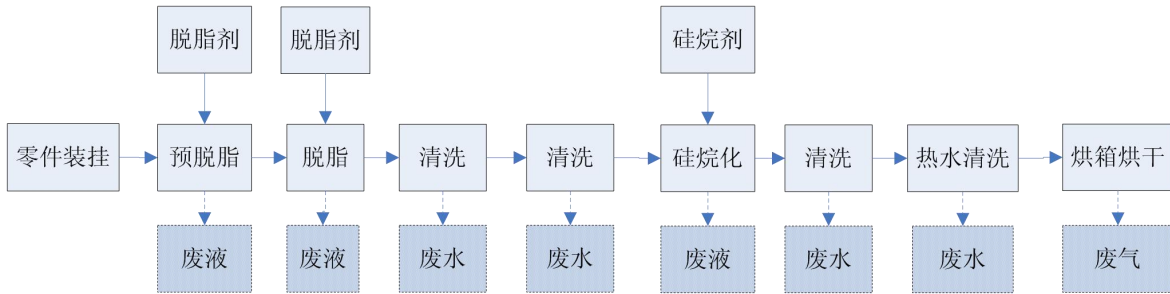 脱脂剂
脱脂剂
硅烷剂
零件装挂
预脱脂
脱脂
清洗
清洗
硅烷化
清洗
热水清洗
烘箱烘干
废液
废液
废水
废水
废液
废水
废水
废气